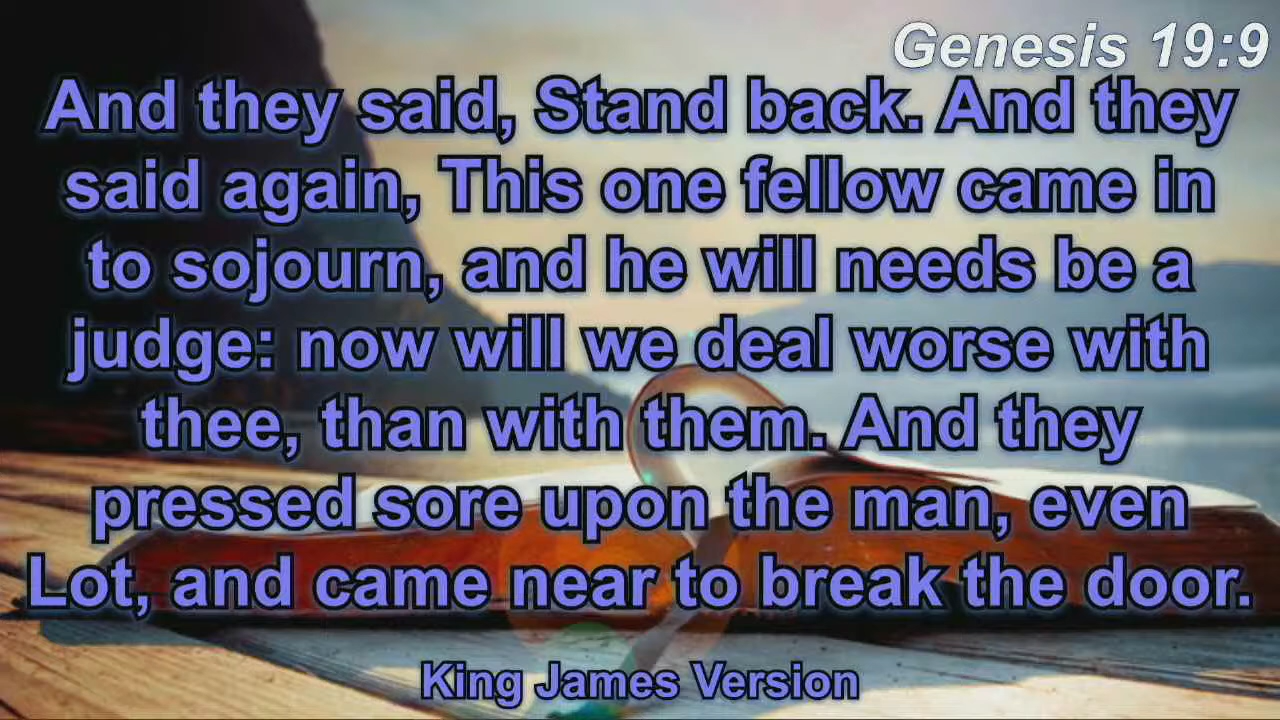 Genesis 19:9
And they said, Stand back. And they
said again, This one fellow came in
to sojourn, and he will needs be a
judge: now will we deal worse with
thee, than with them. And they
pressed sore upon the man, even
Lot, and came near to break the door.
King James Version